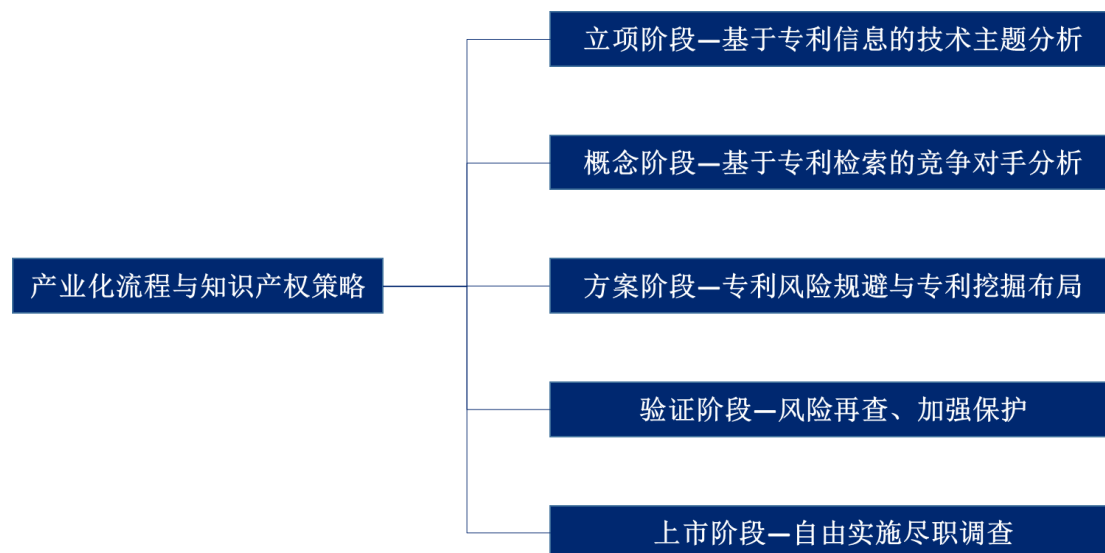 立项阶段—基于专利信息的技术主题分析
概念阶段—基于专利检索的竞争对手分析
产业化流程与知识产权策略
方案阶段—专利风险规避与专利挖掘布局
验证阶段—风险再查、加强保护
上市阶段—自由实施尽职调查